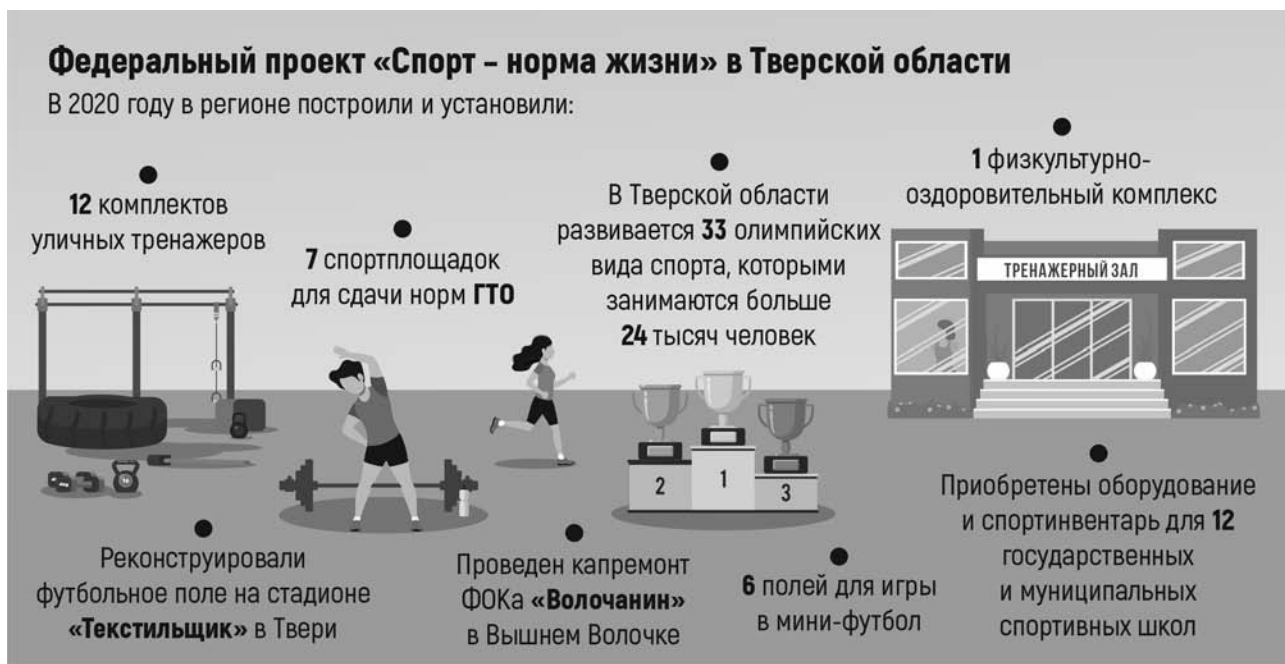 Федеральный проект «Спорт – норма жизни» в Тверской области
В 2020 году в регионе построили и установили:
12 комплектов
уличных тренажеров
7 спортплощадок
для сдачи норм ГТО
В Тверской области
развивается 33 олимпийских
вида спорта, которыми
занимаются больше
24 тысяч человек
1 физкультурно-
оздоровительный комплекс
ТРЕНАЖЕРНЫЙ ЗАЛ
2
1
3
Реконструировали
футбольное поле на стадионе
«Текстильщик» в Твери
Проведен капремонт
ФОКа «Волочанин»
в Вышнем Волочке
6 полей для игры
в мини-футбол
Приобретены оборудование
и спортинвентарь для 12
государственных
и муниципальных
спортивных школ